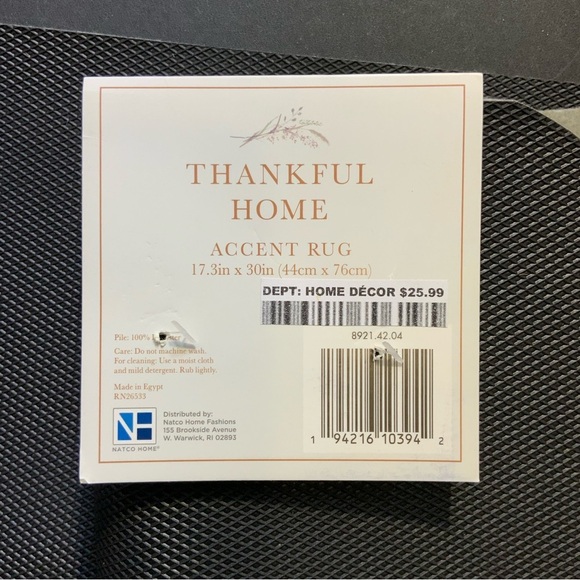 THANKFUL
HOME
ACCENT RUG
17.3in x 30in (44cm x 76cm)
DEPT: HOME DÉCOR $25.99
8921.42.04
Pile: 100%
Care: Do not machine wash.
For cleaning: Use a moist cloth
and mild detergent. Rub lightly.
Made in Egypt
RN26533
Distributed by:
Natco Home Fashions
155 Brookside Avenue
W. Warwick, RI 02893
NATCO HOME®
1 94216 10394 2